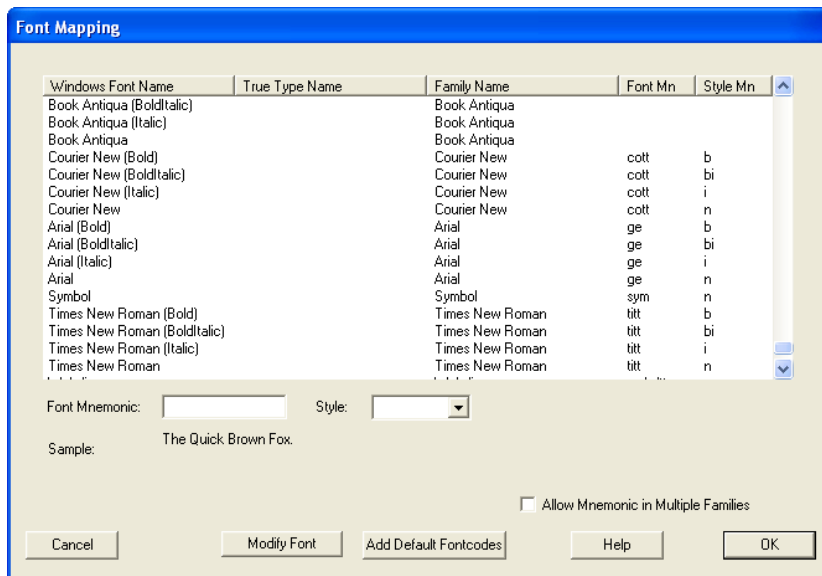 Font Mapping
Windows Font Name True Type Name Family Name Font Mn Style Mn
Book Antiqua (BoldItalic) Book Antiqua
Book Antiqua (Italic) Book Antiqua
Book Antiqua Book Antiqua
Courier New (Bold) Courier New cott b
Courier New (BoldItalic) Courier New cott bi
Courier New (Italic) Courier New cott i
Courier New Courier New cott n
Arial (Bold) Arial ge b
Arial (BoldItalic) Arial ge bi
Arial (Italic) Arial ge i
Arial Arial ge n
Symbol Symbol sym n
Times New Roman (Bold) Times New Roman titt b
Times New Roman (BoldItalic) Times New Roman titt bi
Times New Roman (Italic) Times New Roman titt i
Times New Roman Times New Roman titt n
Font Mnemonic: Style:
Sample: The Quick Brown Fox.
Allow Mnemonic in Multiple Families
Cancel Modify Font Add Default Fontcodes Help OK